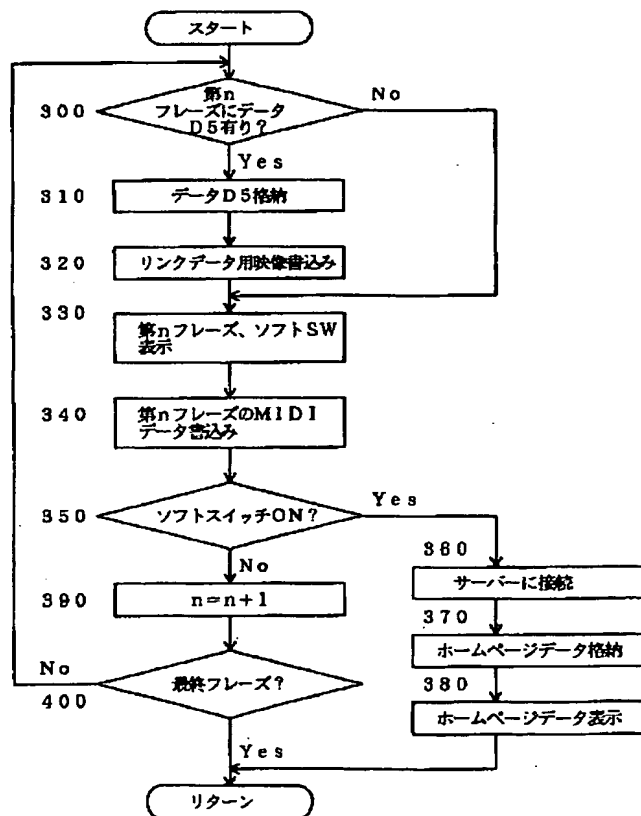 スタート
300
第n
フレーズにデータ
D5有り?
No
Yes
310
データD5格納
320
リンクデータ用映像書込み
330
第nフレーズ、ソフトSW
表示
340
第nフレーズのMIDI
データ書込み
350
ソフトスイッチON?
Yes
No
360
サーバーに接続
390
n=n+1
370
ホームページデータ格納
No
400
最終フレーズ?
380
ホームページデータ表示
Yes
リターン